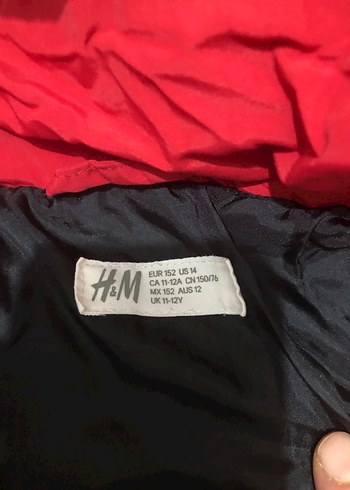 H&M
EUR 152 US 14
CA 11-12A CN 150/76
MX 152 AUS 12
UK 11-12Y